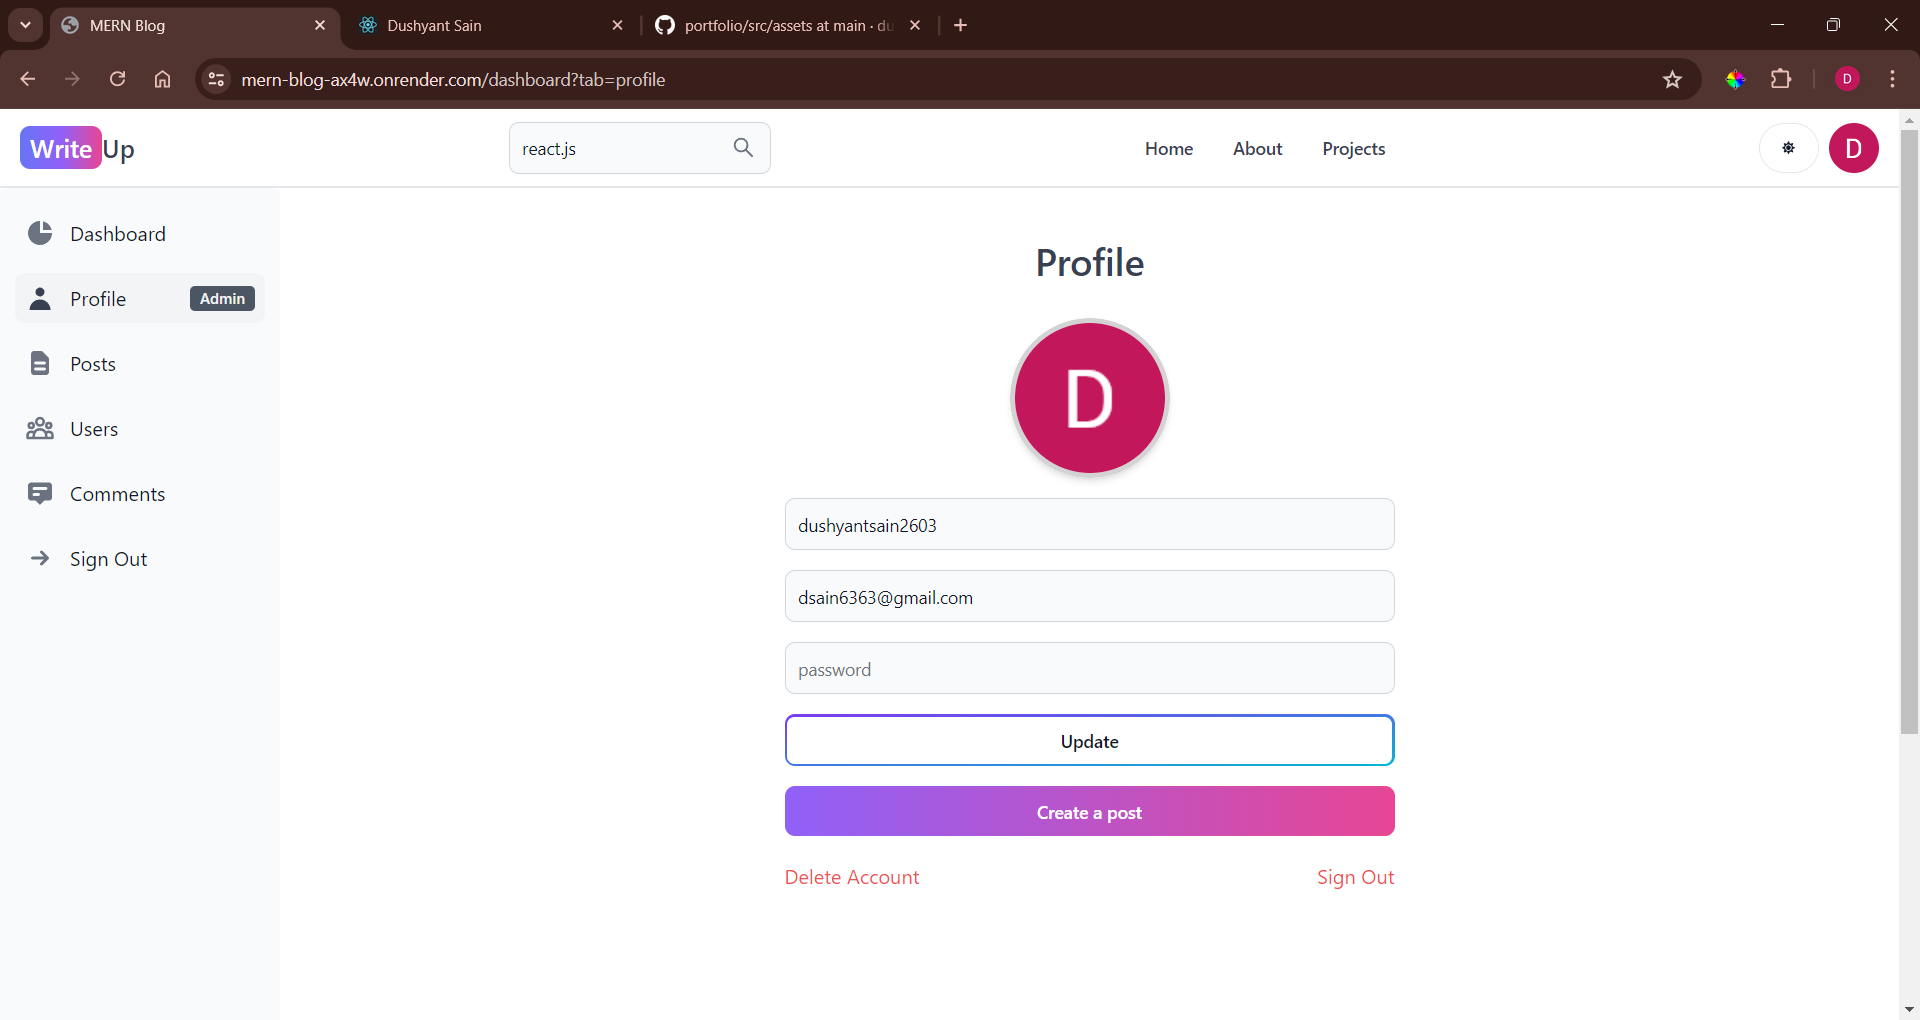 MERN Blog
Dushyant Sain
portfolio/src/assets at main · du
mern-blog-ax4w.onrender.com/dashboard?tab=profile
D
Write Up
react.js
Home
About
Projects
D
Dashboard
Profile
Admin
Posts
Users
Comments
Sign Out
Profile
D
dushyantsain2603
dsain6363@gmail.com
password
Update
Create a post
Delete Account
Sign Out